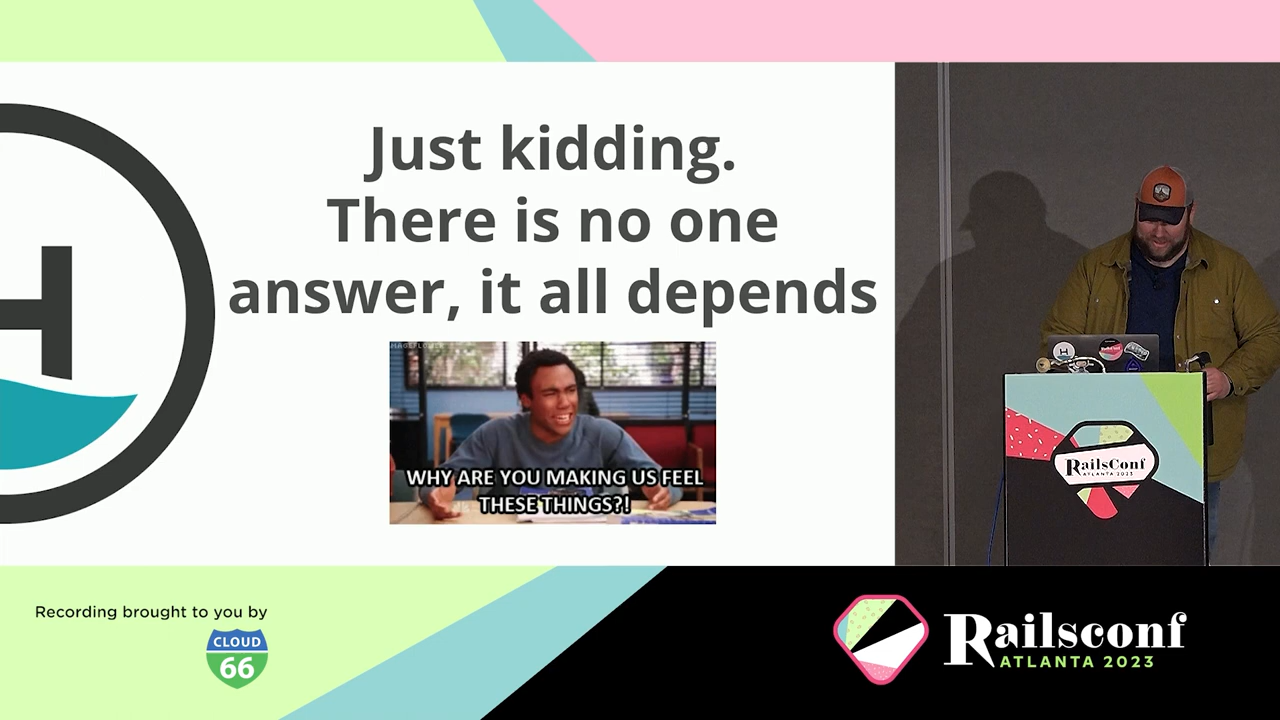 Just kidding.
There is no one
answer, it all depends
H
WHY ARE YOU MAKING US FEEL
THESE THINGS?!
RAILSCONF
ATLANTA 2023
Recording brought to you by
CLOUD
66
Railsconf
ATLANTA 2023